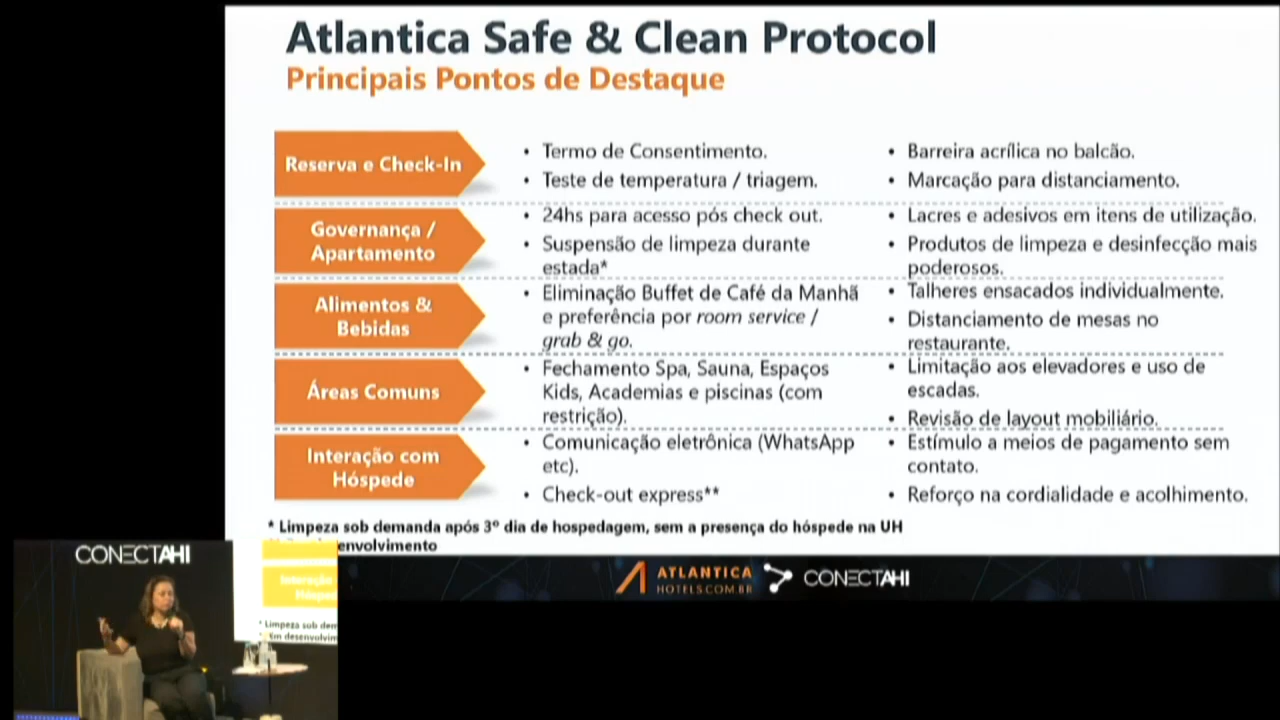 Atlantica Safe & Clean Protocol
Principais Pontos de Destaque
Reserva e Check-In
• Termo de Consentimento.
• Teste de temperatura / triagem.
• Barreira acrílica no balcão.
• Marcação para distanciamento.
Governança /
Apartamento
• 24hs para acesso pós check out.
• Suspensão de limpeza durante
estada*
• Lacres e adesivos em itens de utilização.
• Produtos de limpeza e desinfecção mais
poderosos.
Alimentos &
Bebidas
• Eliminação Buffet de Café da Manhã
e preferência por room service /
grab & go.
• Talheres ensacados individualmente.
• Distanciamento de mesas no
restaurante.
Áreas Comuns
• Fechamento Spa, Sauna, Espaços
Kids, Academias e piscinas (com
restrição).
• Limitação aos elevadores e uso de
escadas.
• Revisão de layout mobiliário.
Interação com
Hóspede
• Comunicação eletrônica (WhatsApp
etc).
• Check-out express**
• Estímulo a meios de pagamento sem
contato.
• Reforço na cordialidade e acolhimento.
* Limpeza sob demanda após 3º dia de hospedagem, sem a presença do hóspede na UH
envolvimento
ATLANTICA
HOTELS.COM.BR
CONECTAHI
CONECTAHI
Interação
Hósped
* Limpeza sob dem
Em desenvolvim